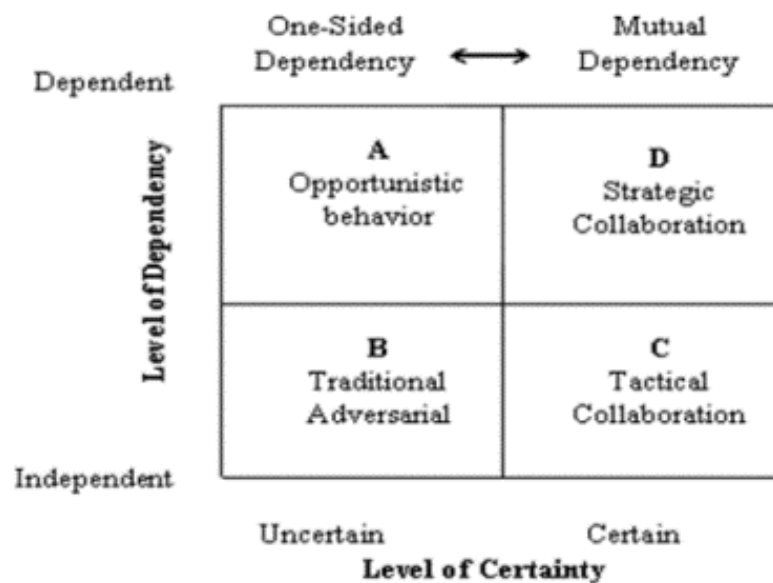 One-Sided
Dependency
Mutual
Dependency
Dependent
Level of Dependency
A
Opportunistic
behavior
D
Strategic
Collaboration
B
Traditional
Adversarial
C
Tactical
Collaboration
Independent
Uncertain
Certain
Level of Certainty